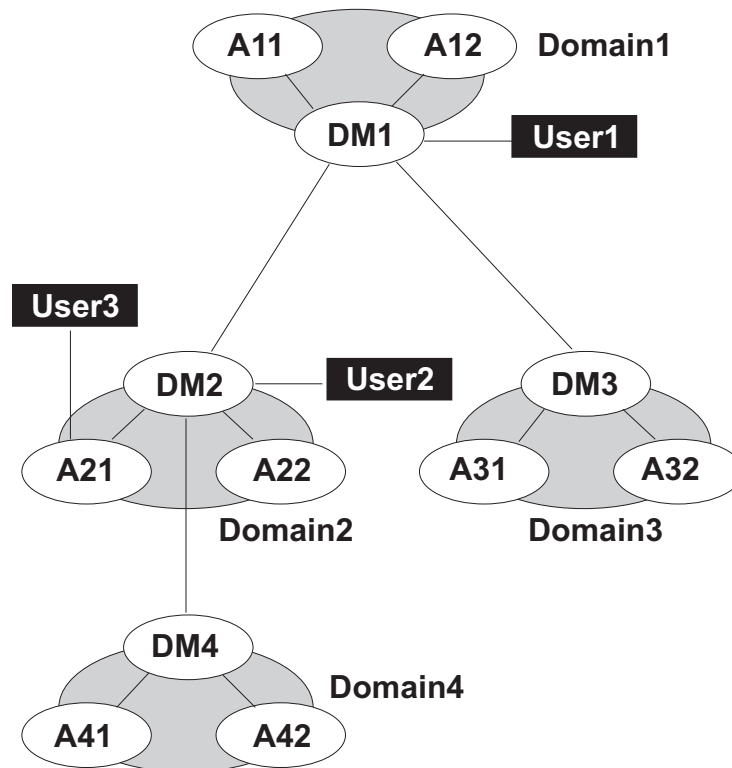 A11
A12
Domain1
DM1
User1
User3
DM2
User2
DM3
A21
A22
A31
A32
Domain2
Domain3
DM4
Domain4
A41
A42